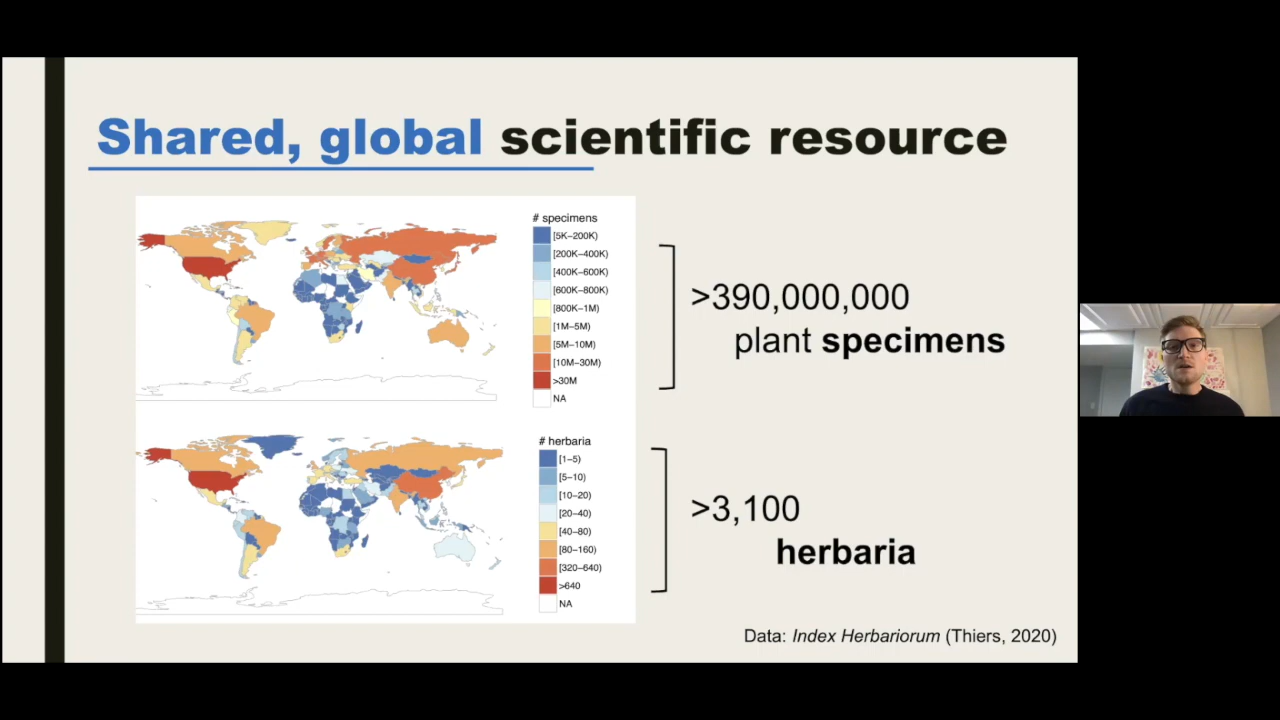 Shared, global scientific resource
# specimens
[5K–200K)
[200K–400K)
[400K–600K)
[600K–800K)
[800K–1M)
[1M–5M)
[5M–10M)
[10M–30M)
>30M
NA
>390,000,000
plant specimens
# herbaria
[1–5)
[5–10)
[10–20)
[20–40)
[40–80)
[80–160)
[320–640)
>640
NA
>3,100
herbaria
Data: Index Herbariorum (Thiers, 2020)